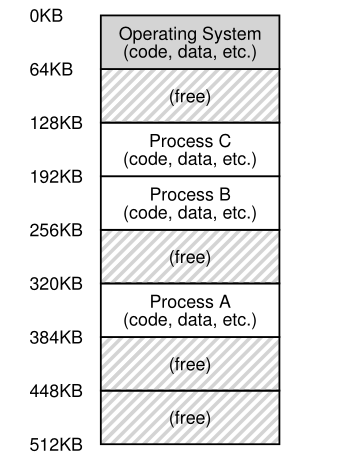 0KB
Operating System
(code, data, etc.)
64KB
(free)
128KB
Process C
(code, data, etc.)
192KB
Process B
(code, data, etc.)
256KB
(free)
320KB
Process A
(code, data, etc.)
384KB
(free)
448KB
(free)
512KB